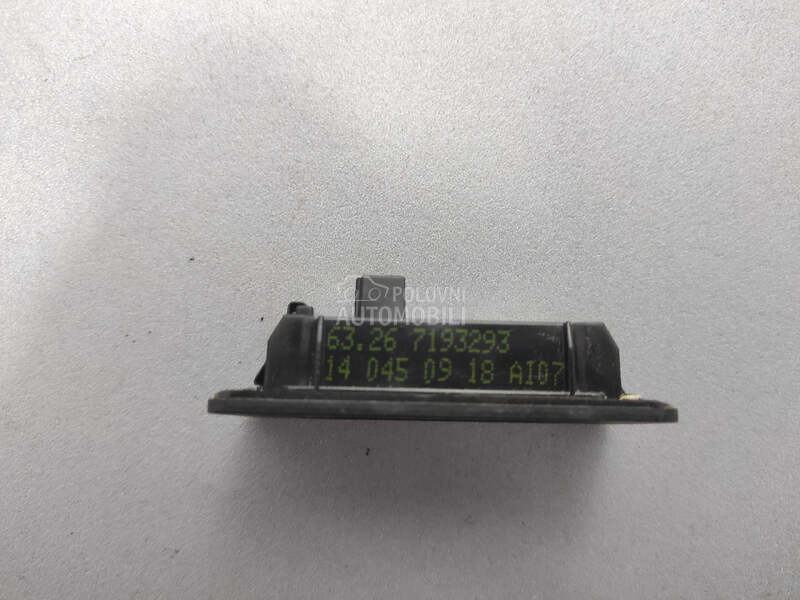 POLOVNI
AUTOMOBILI
63.26 7193293
14 045 09 18 AI07